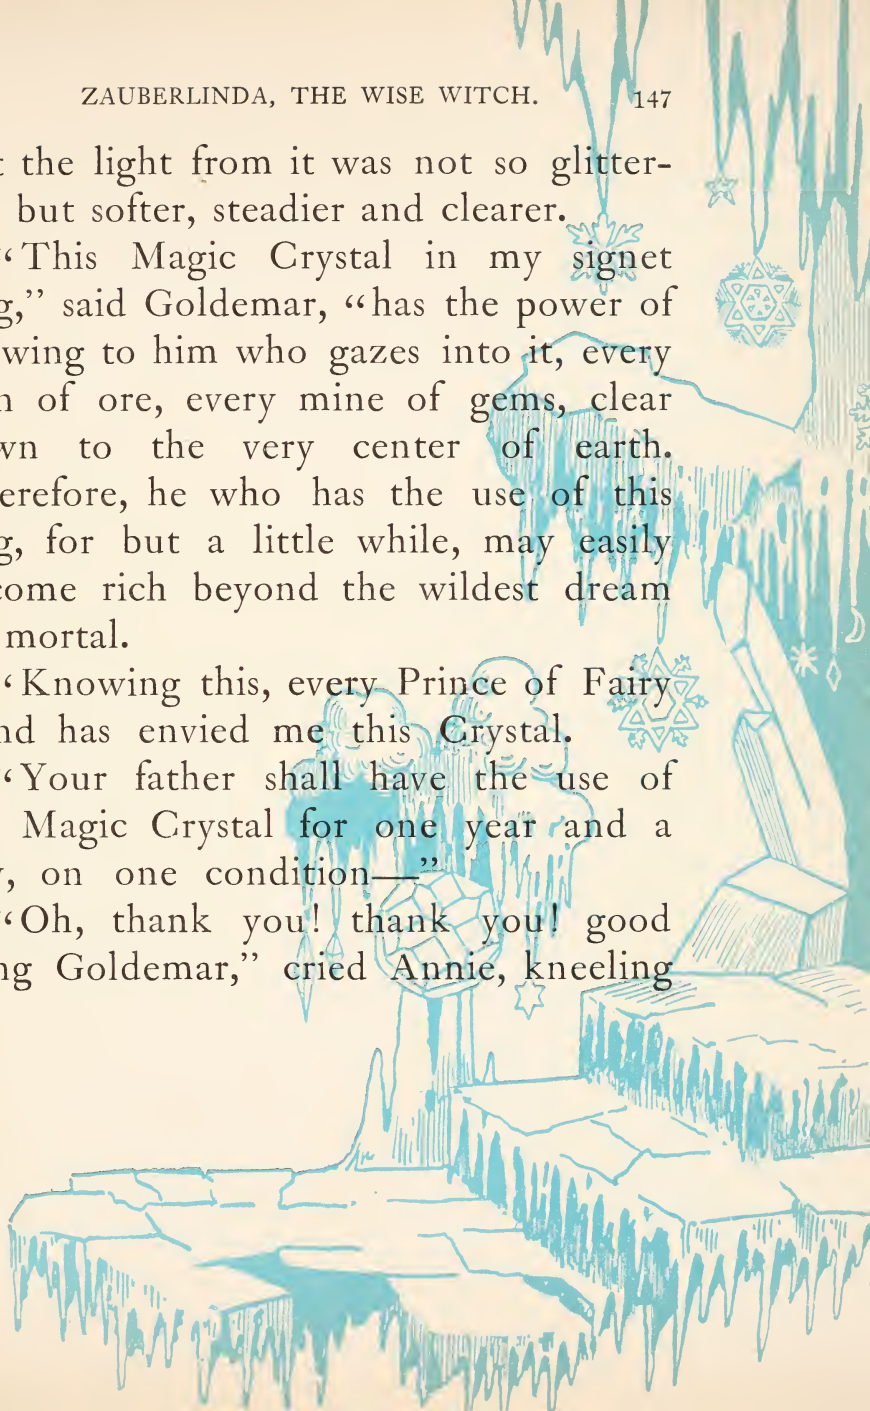 ZAUBERLINDA, THE WISE WITCH. 147
the light from it was not so glitter-
but softer, steadier and clearer.
“This Magic Crystal in my signet
g,” said Goldemar, “has the power of
wing to him who gazes into it, every
n of ore, every mine of gems, clear
wn to the very center of earth.
erefore, he who has the use of this
g, for but a little while, may easily
come rich beyond the wildest dream
mortal.
“Knowing this, every Prince of Fairy
nd has envied me this Crystal.
“Your father shall have the use of
Magic Crystal for one year and a
, on one condition—”
“Oh, thank you! thank you! good
ng Goldemar,” cried Annie, kneeling